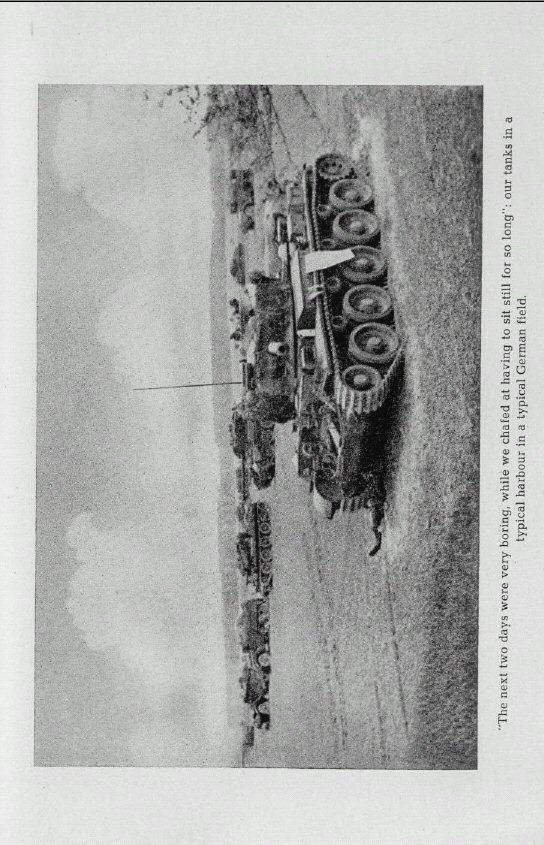 "The next two days were very boring, while we chafed at having to sit still for so long": our tanks in a
typical harbour in a typical German field.